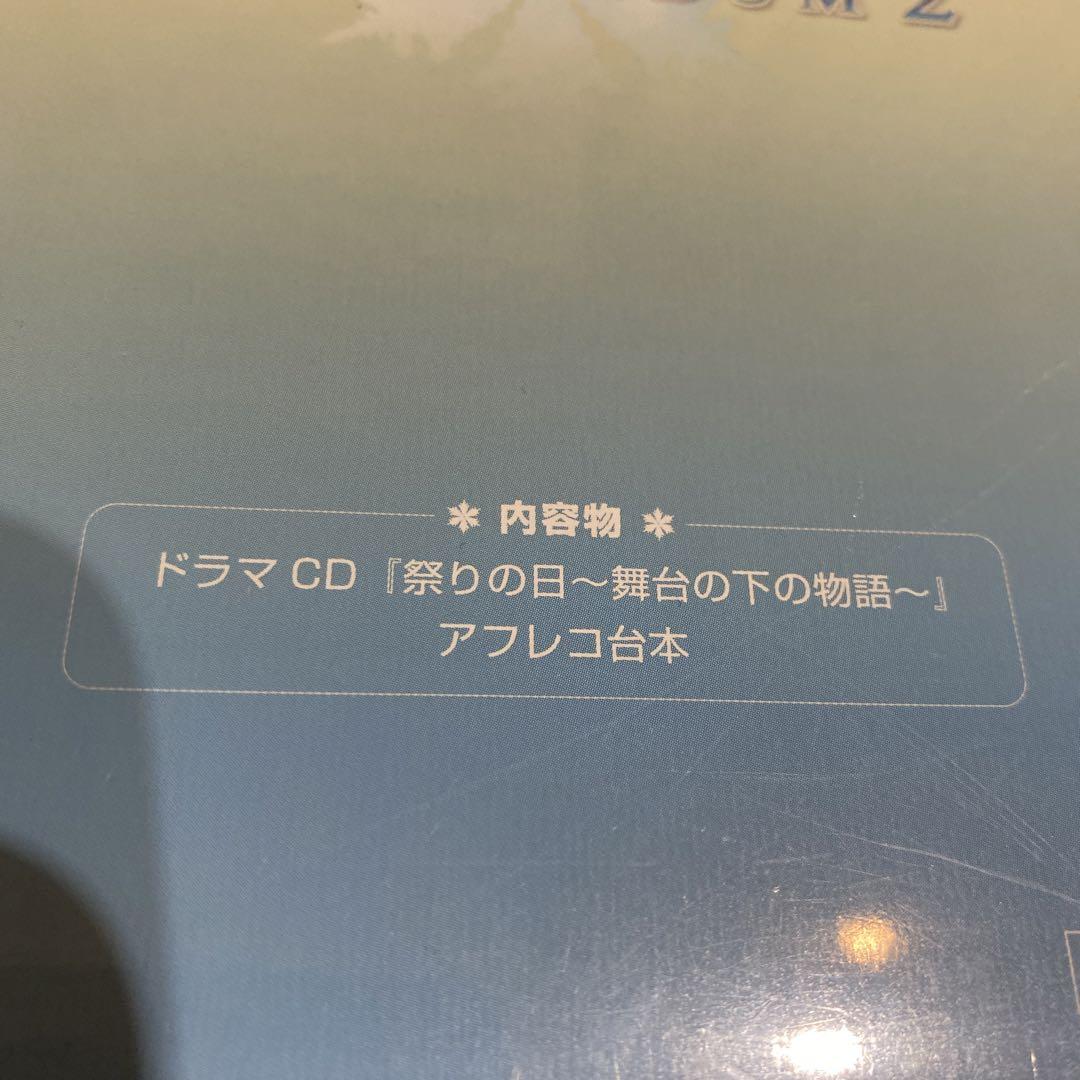 内容物
ドラマCD『祭りの日～舞台の下の物語～』
アフレコ台本